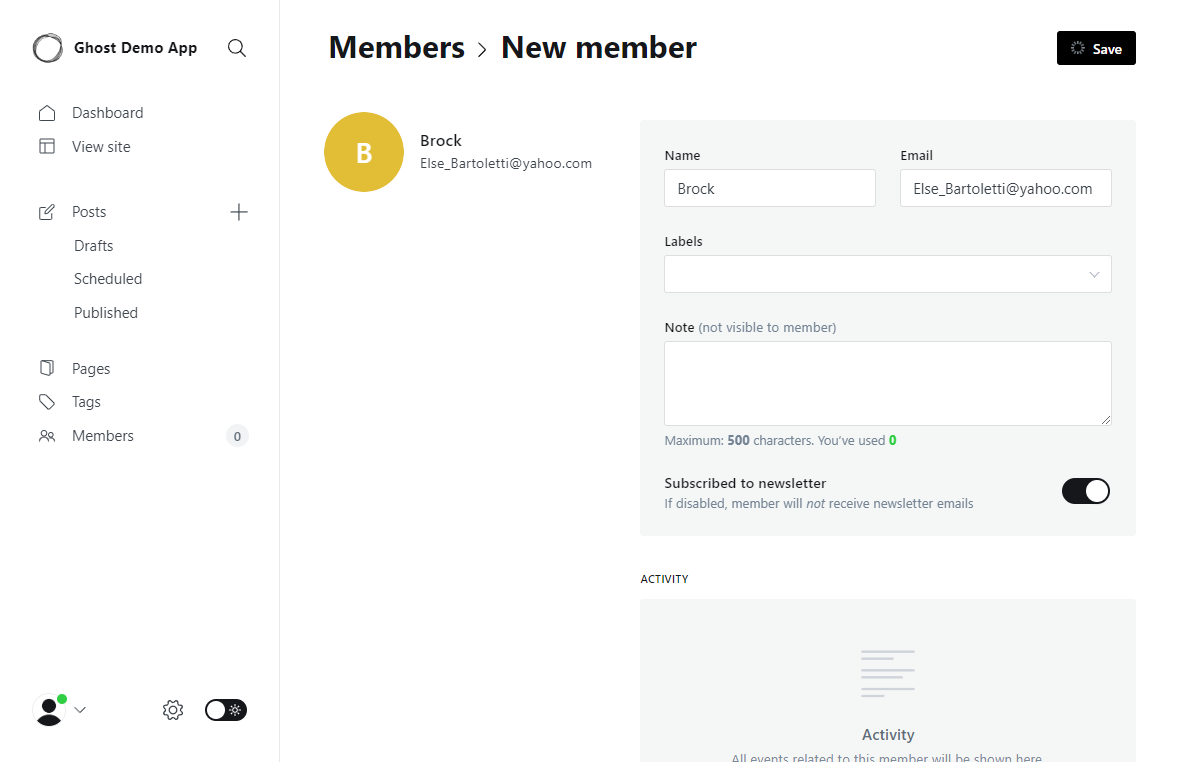 Ghost Demo App
Dashboard
View site
Posts
Drafts
Scheduled
Published
Pages
Tags
Members 0
Members > New member
Save
B
Brock
Else_Bartoletti@yahoo.com
Name
Brock
Email
Else_Bartoletti@yahoo.com
Labels
Note (not visible to member)
Maximum: 500 characters. You've used 0
Subscribed to newsletter
If disabled, member will not receive newsletter emails
ACTIVITY
Activity
All events related to this member will be shown here